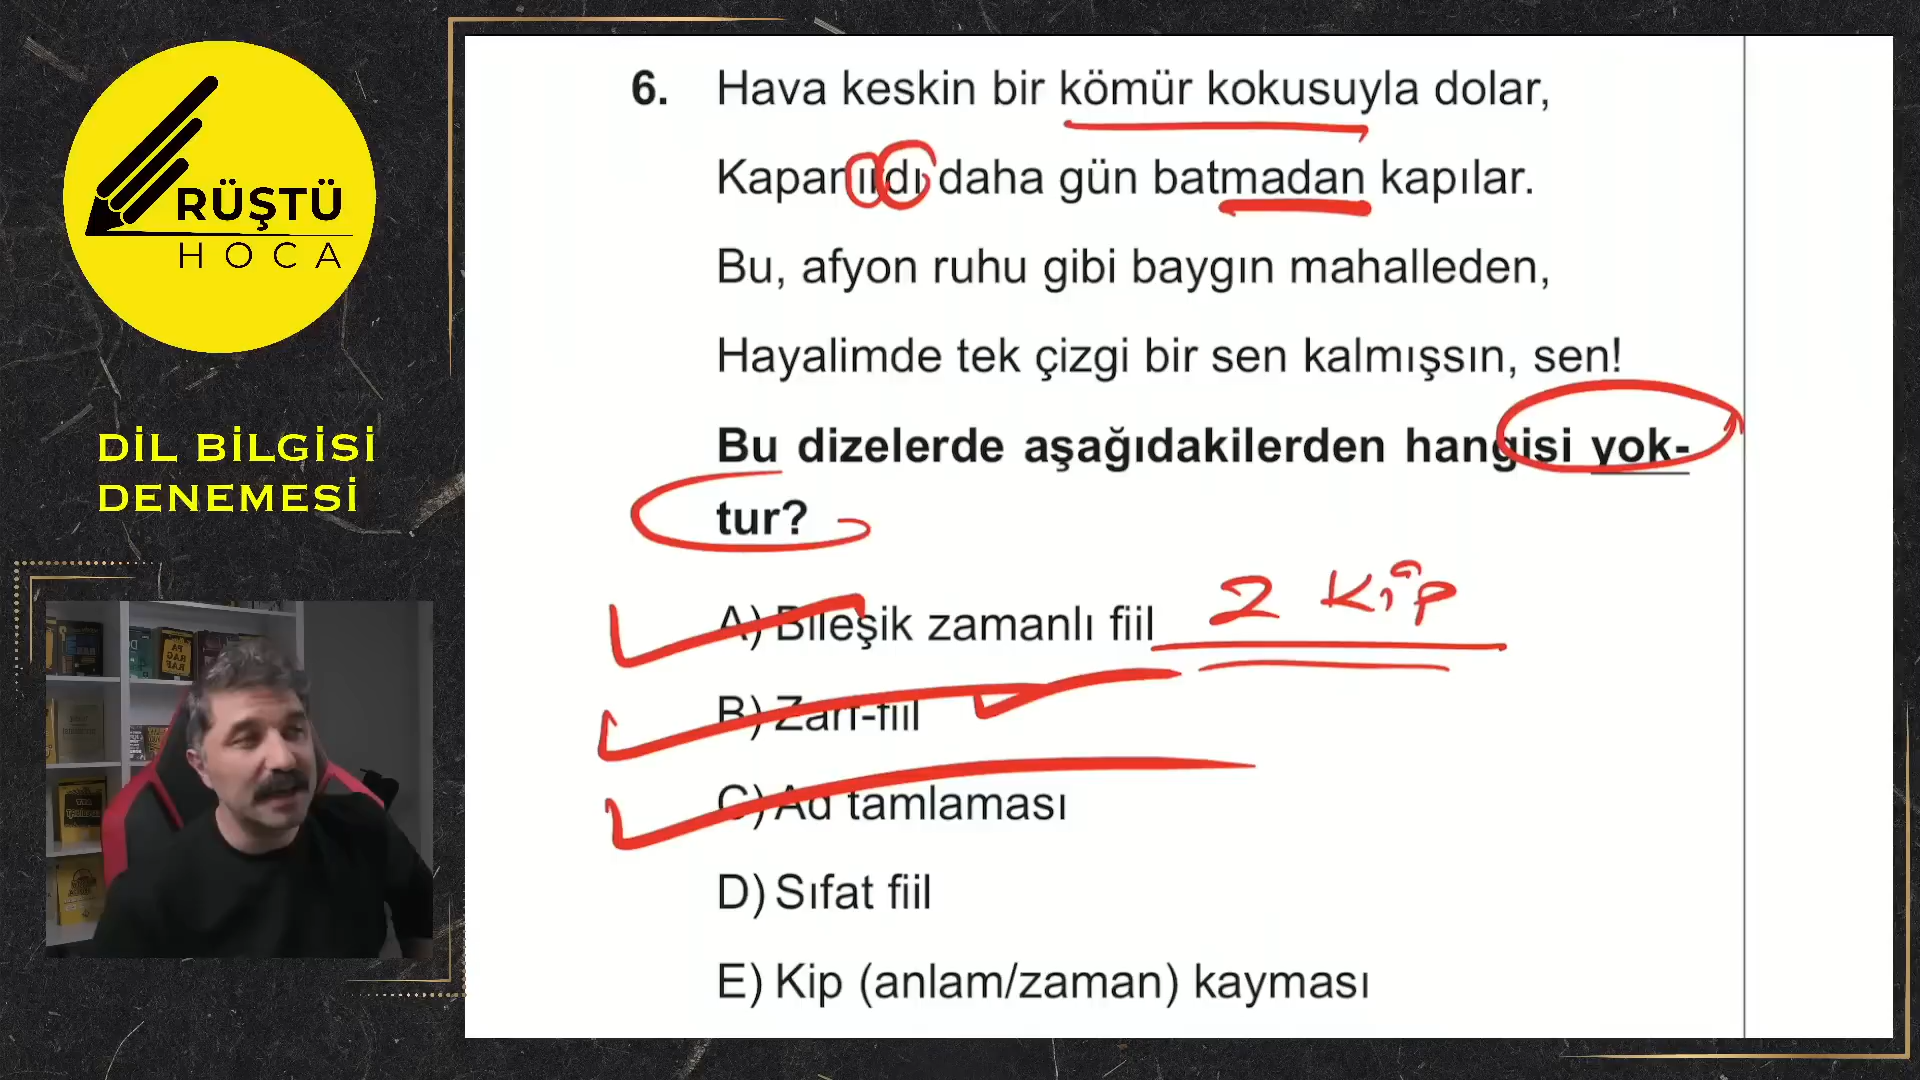 RÜŞTÜ
HOCA
DİL BİLGİSİ
DENEMESİ
6. Hava keskin bir kömür kokusuyla dolar,
Kapanırdı daha gün batmadan kapılar.
Bu, afyon ruhu gibi baygın mahalleden,
Hayalimde tek çizgi bir sen kalmışsın, sen!
Bu dizelerde aşağıdakilerden hangisi yok-
tur?
A) Bileşik zamanlı fiil 2 Kip
B) Zarf-fiil
C) Ad tamlaması
D) Sıfat fiil
E) Kip (anlam/zaman) kayması